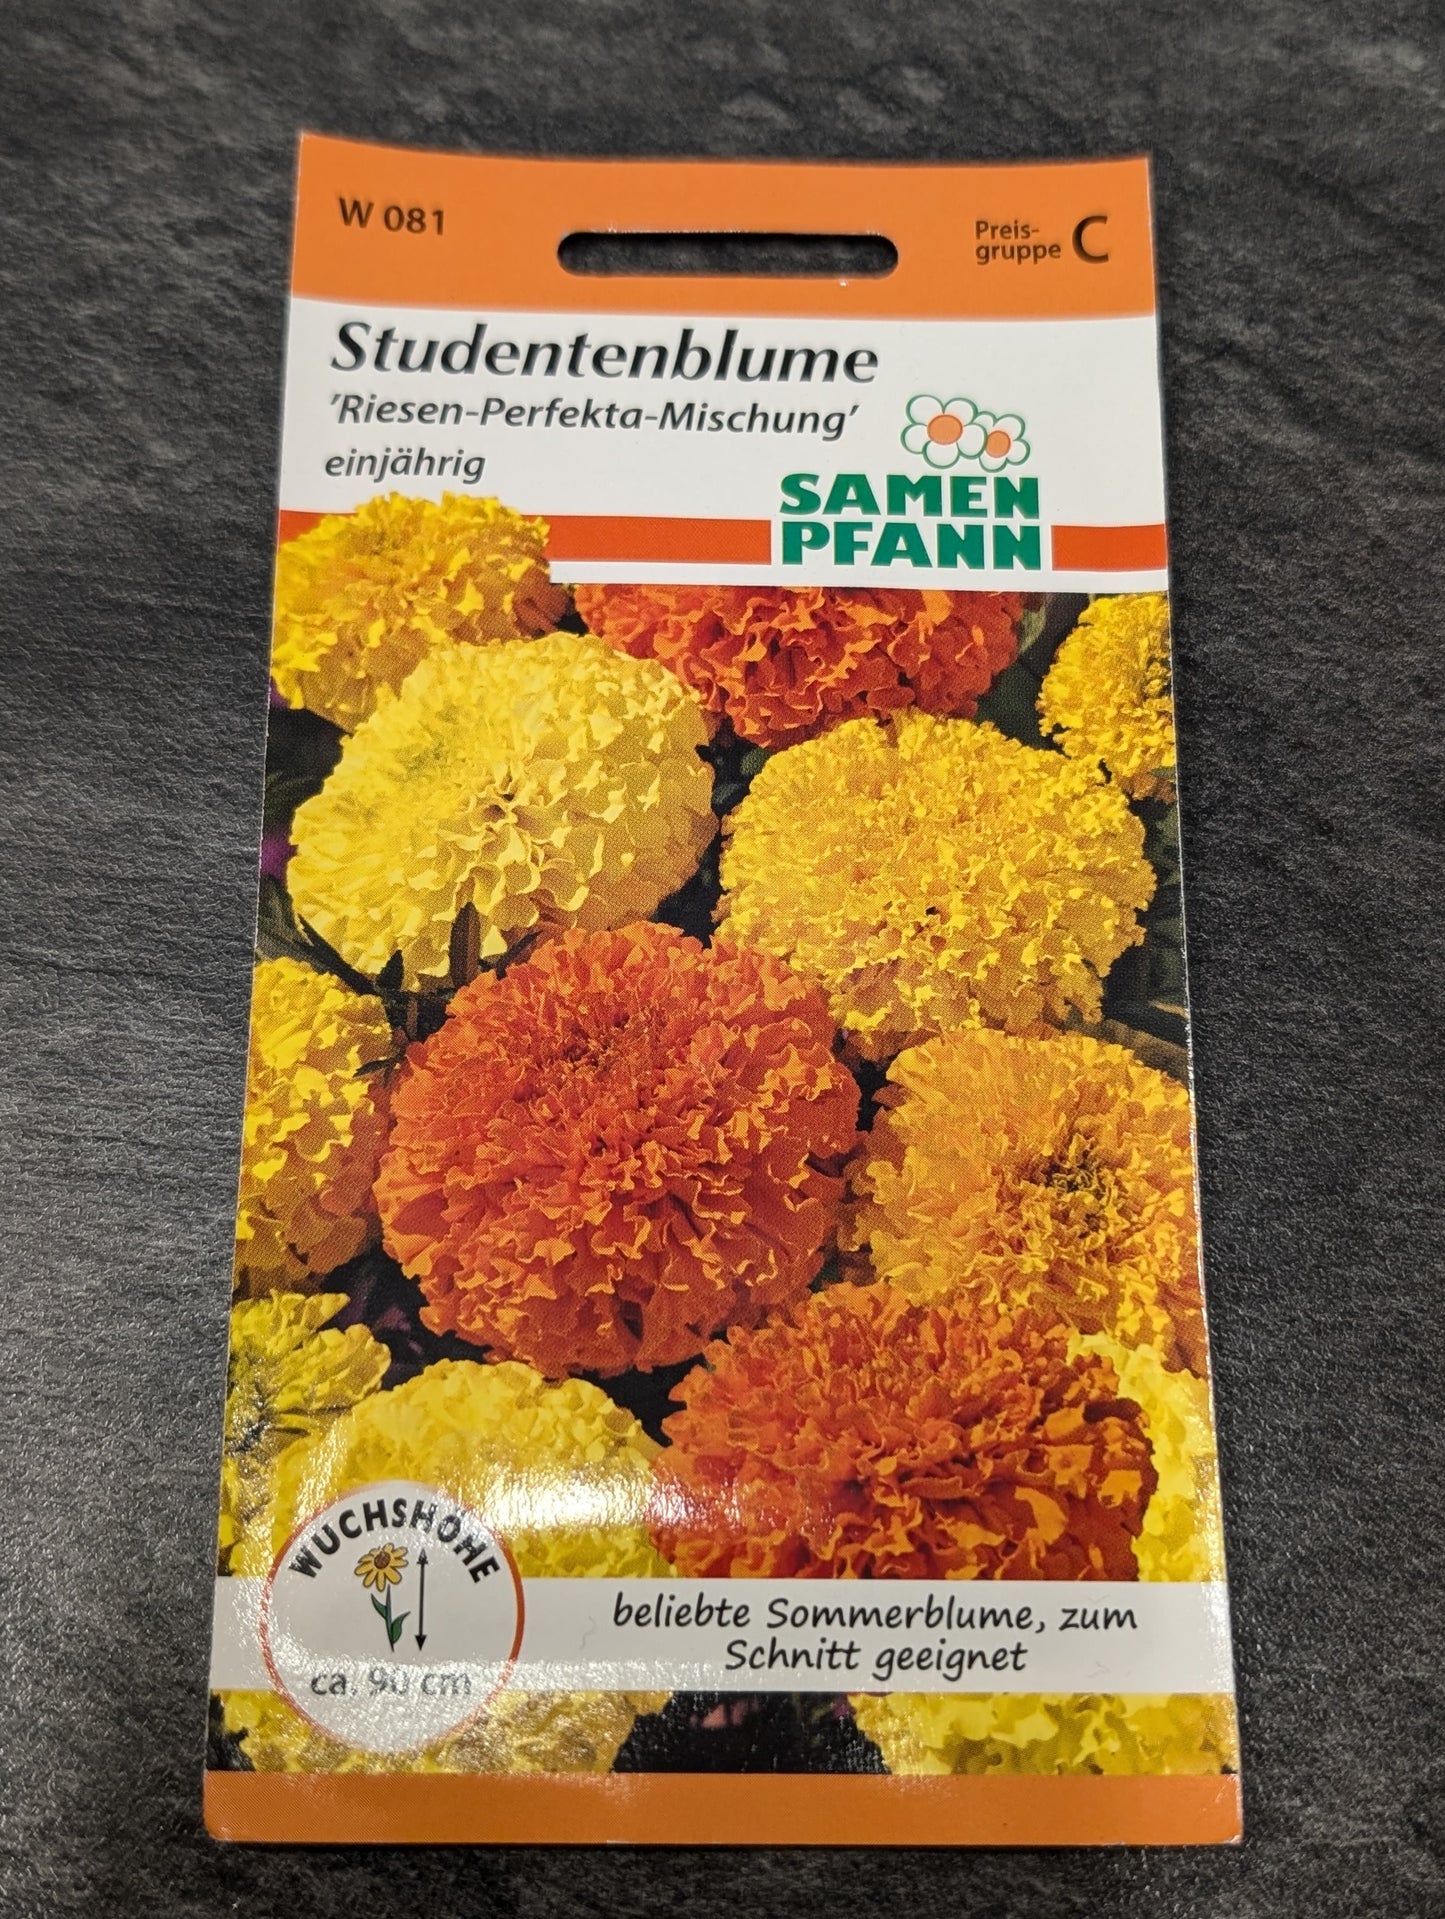 W 081
Preis-
gruppe C
Studentenblume
'Riesen-Perfekta-Mischung'
einjährig
SAMEN
PFANN
WUCHSHÖHE
ca. 90 cm
beliebte Sommerblume, zum
Schnitt geeignet